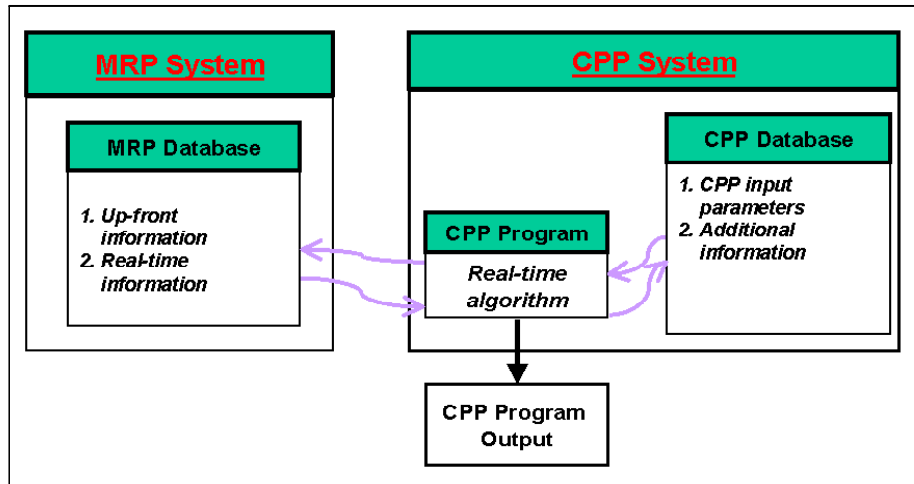 MRP System
MRP Database
1. Up-front
information
2. Real-time
information
CPP System
CPP Program
Real-time
algorithm
CPP Database
1. CPP input
parameters
2. Additional
information
CPP Program
Output